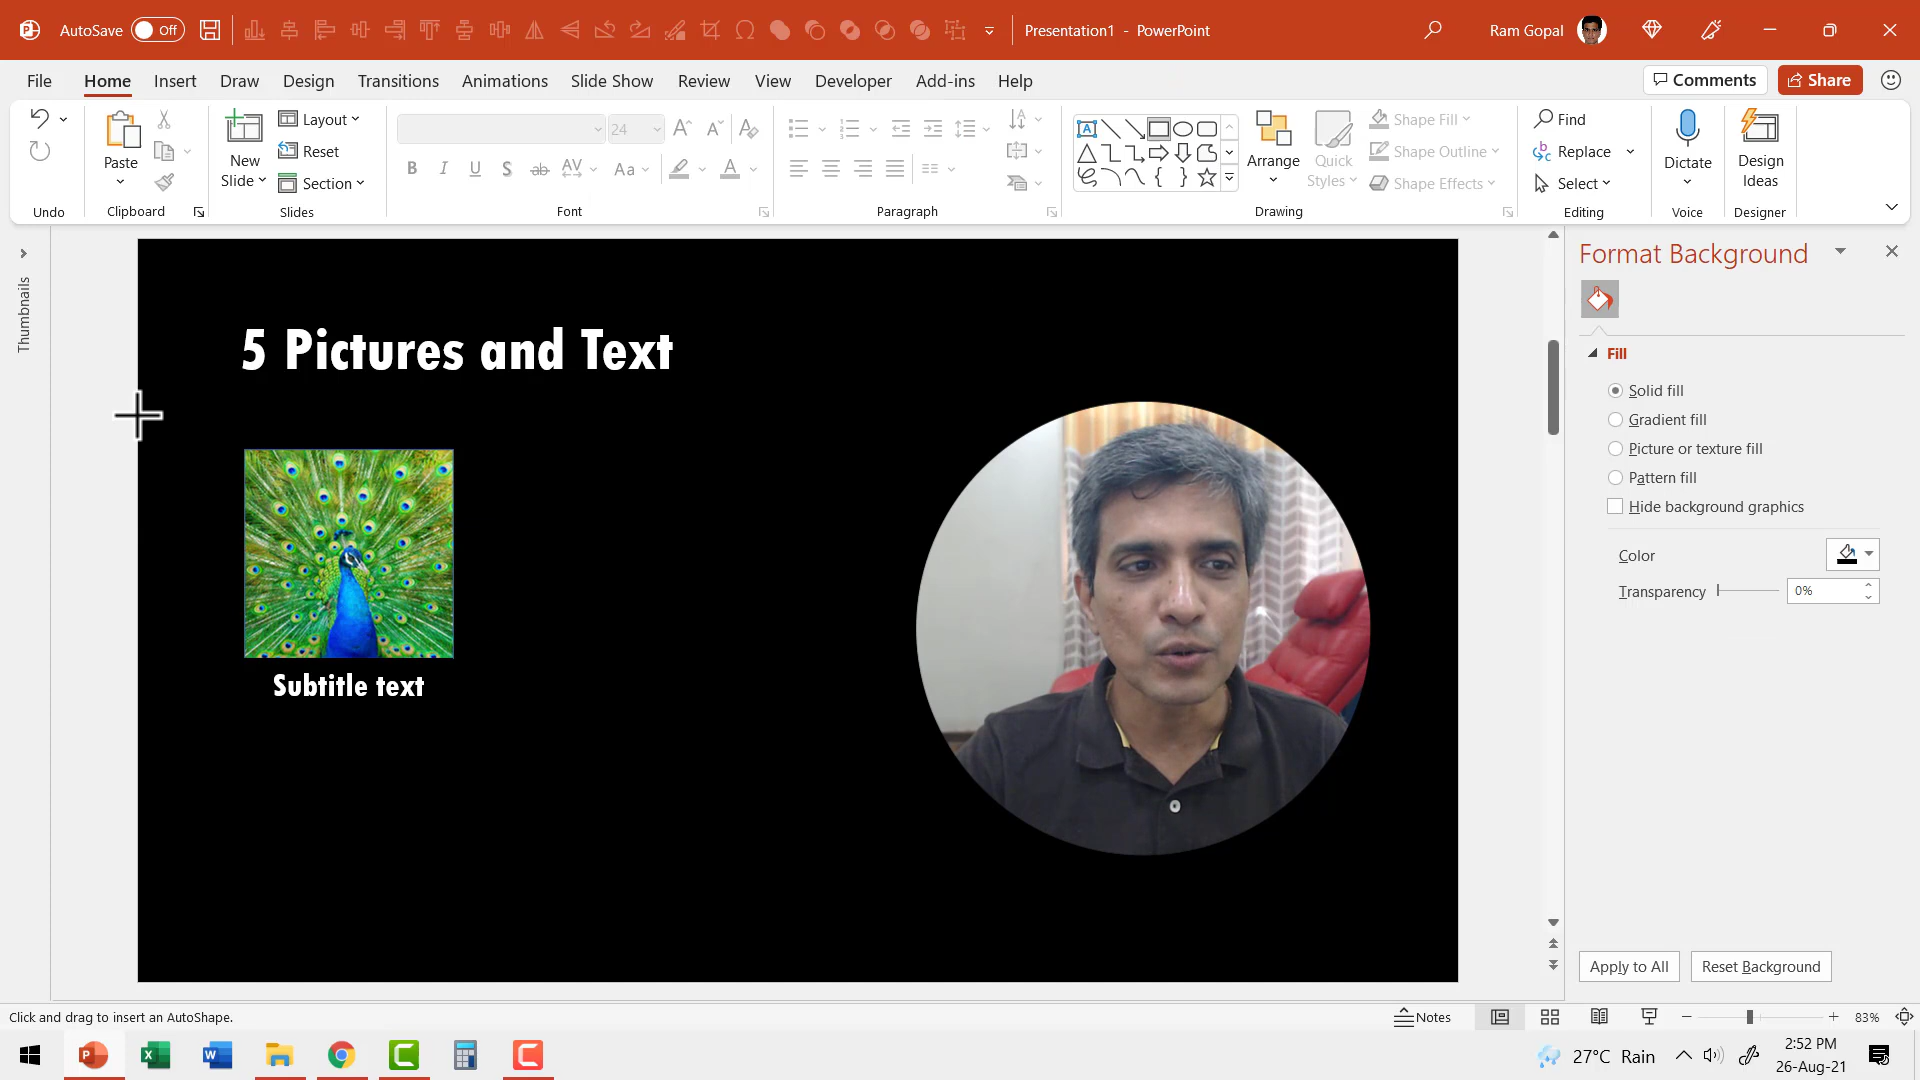 AutoSave Off Presentation1 - PowerPoint Ram Gopal
File Home Insert Draw Design Transitions Animations Slide Show Review View Developer Add-ins Help Comments Share
Paste
Clipboard
Undo
New Slide
Layout
Reset
Section
Slides
24
B I U S ab AV Aa A
Font
Paragraph
Arrange
Quick Styles
Shape Fill
Shape Outline
Shape Effects
Drawing
Find
Replace
Select
Editing
Dictate
Voice
Design Ideas
Designer
Thumbnails
5 Pictures and Text
Subtitle text
Format Background
Fill
Solid fill
Gradient fill
Picture or texture fill
Pattern fill
Hide background graphics
Color
Transparency 0%
Apply to All Reset Background
Click and drag to insert an AutoShape. Notes 83%
27°C Rain 2:52 PM
26-Aug-21